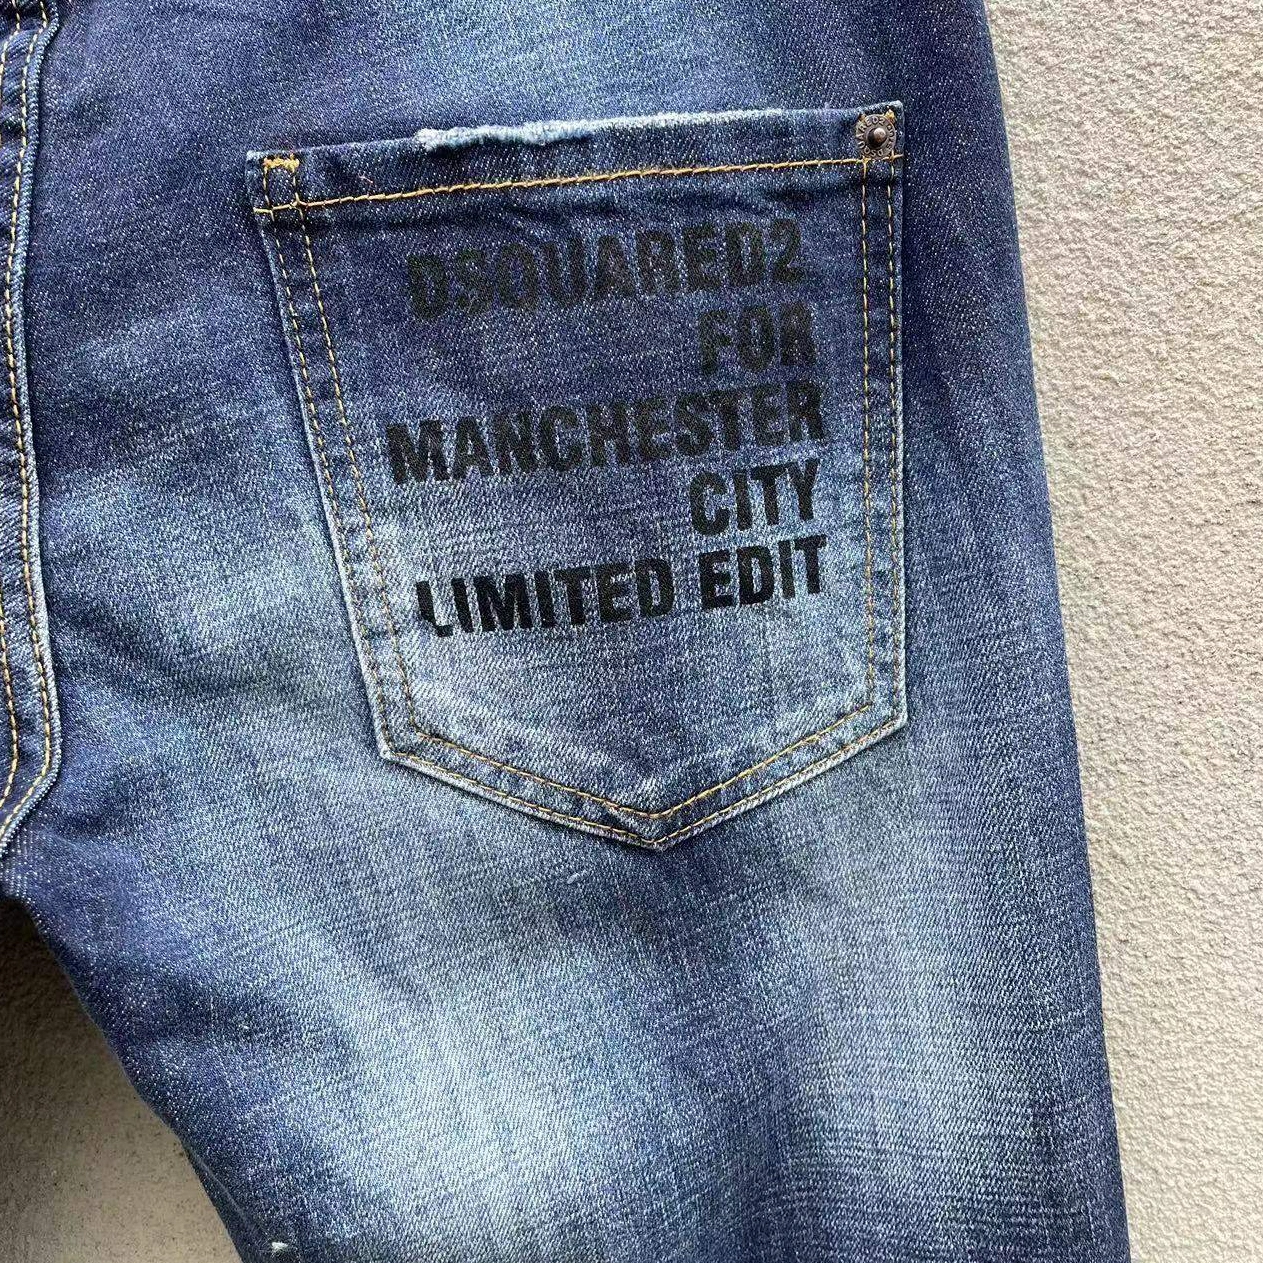 DSQUARED2
FOR
MANCHESTER
CITY
LIMITED EDIT